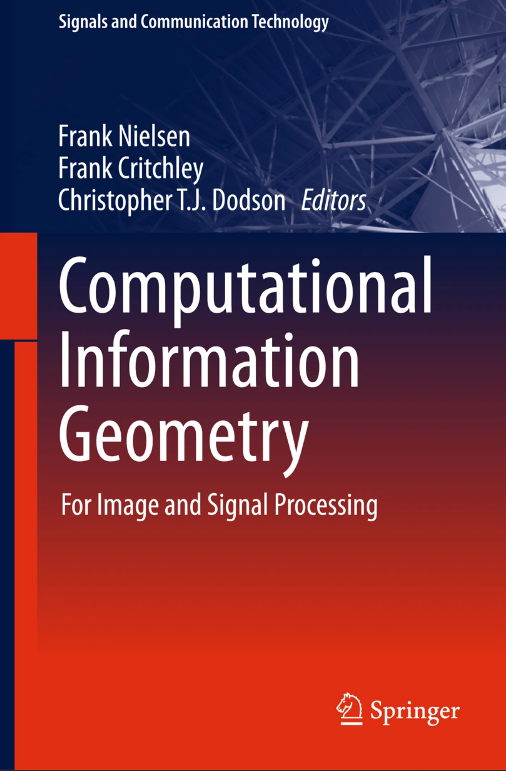 Signals and Communication Technology
Frank Nielsen
Frank Critchley
Christopher T.J. Dodson Editors
Computational
Information
Geometry
For Image and Signal Processing
Springer